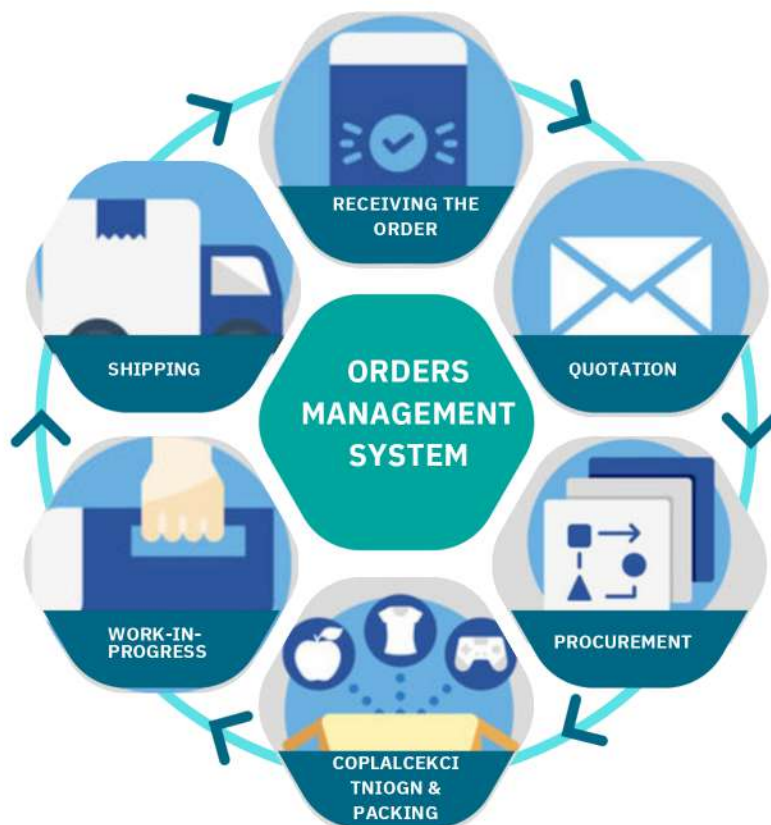 RECEIVING THE
ORDER
QUOTATION
PROCUREMENT
COPLALCEKCI
TNIOGN &
PACKING
WORK-IN-
PROGRESS
SHIPPING
ORDERS
MANAGEMENT
SYSTEM